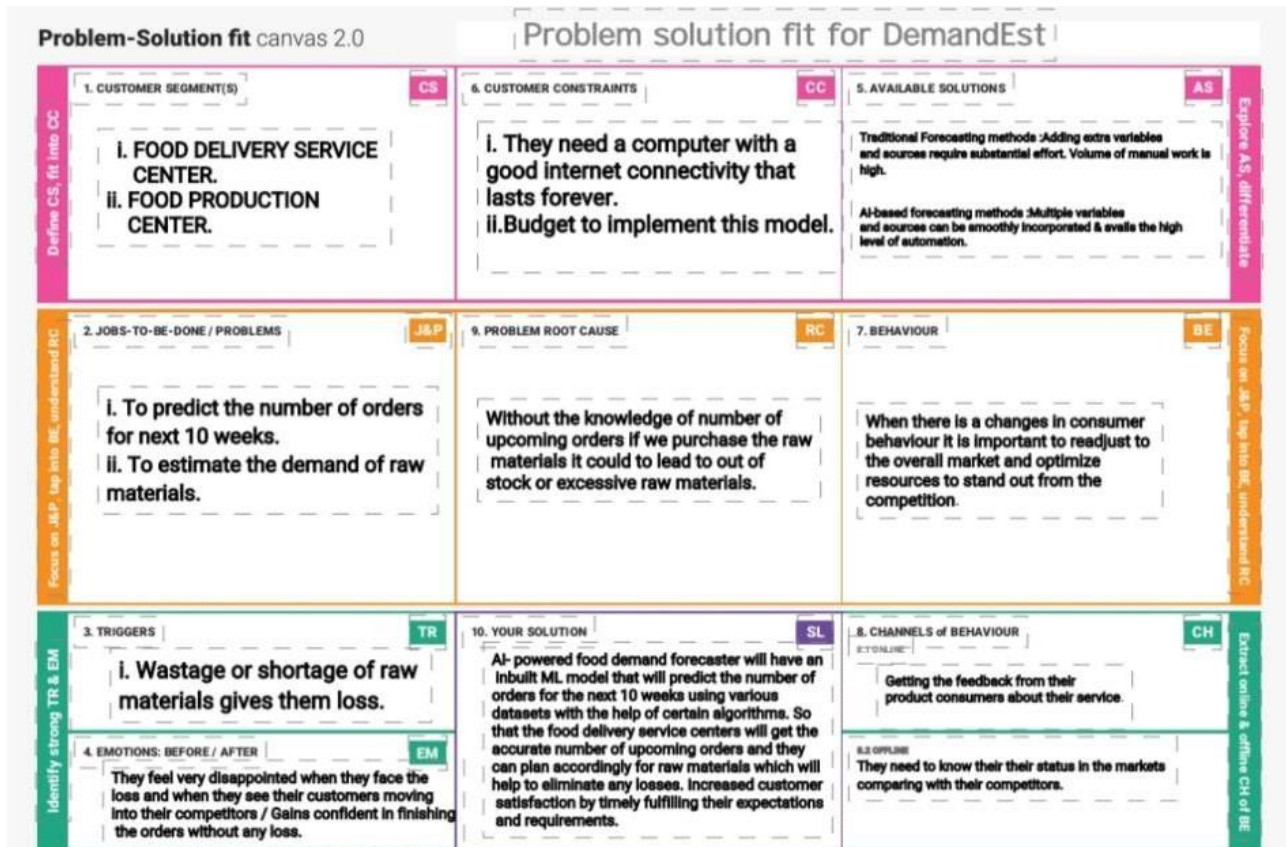 Problem-Solution fit canvas 2.0
Problem solution fit for DemandEst
Define CS, fit into CC
1. CUSTOMER SEGMENT(S)
CS
i. FOOD DELIVERY SERVICE
CENTER.
ii. FOOD PRODUCTION
CENTER.
6. CUSTOMER CONSTRAINTS
CC
i. They need a computer with a
good internet connectivity that
lasts forever.
ii.Budget to implement this model.
5. AVAILABLE SOLUTIONS
AS
Traditional Forecasting methods :Adding extra variables
and sources require substantial effort. Volume of manual work is
high.
AI-based forecasting methods :Multiple variables
and sources can be smoothly incorporated & avails the high
level of automation.
Explore AS, differentiate
Focus on J&P, tap into BE, understand RC
2. JOBS-TO-BE-DONE / PROBLEMS
J&P
i. To predict the number of orders
for next 10 weeks.
ii. To estimate the demand of raw
materials.
9. PROBLEM ROOT CAUSE
RC
Without the knowledge of number of
upcoming orders if we purchase the raw
materials it could to lead to out of
stock or excessive raw materials.
7. BEHAVIOUR
BE
When there is a changes in consumer
behaviour it is important to readjust to
the overall market and optimize
resources to stand out from the
competition.
Focus on J&P, tap into BE, understand RC
Identify strong TR & EM
3. TRIGGERS
TR
i. Wastage or shortage of raw
materials gives them loss.
4. EMOTIONS: BEFORE / AFTER
EM
They feel very disappointed when they face the
loss and when they see their customers moving
into their competitors / Gains confident in finishing
the orders without any loss.
10. YOUR SOLUTION
SL
AI- powered food demand forecaster will have an
Inbuilt ML model that will predict the number of
orders for the next 10 weeks using various
datasets with the help of certain algorithms. So
that the food delivery service centers will get the
accurate number of upcoming orders and they
can plan accordingly for raw materials which will
help to eliminate any losses. Increased customer
satisfaction by timely fulfilling their expectations
and requirements.
8. CHANNELS of BEHAVIOUR
CH
8.1 ONLINE
Getting the feedback from their
product consumers about their service.
8.2 OFFLINE
They need to know their their status in the markets
comparing with their competitors.
Extract online & offline CH of BE